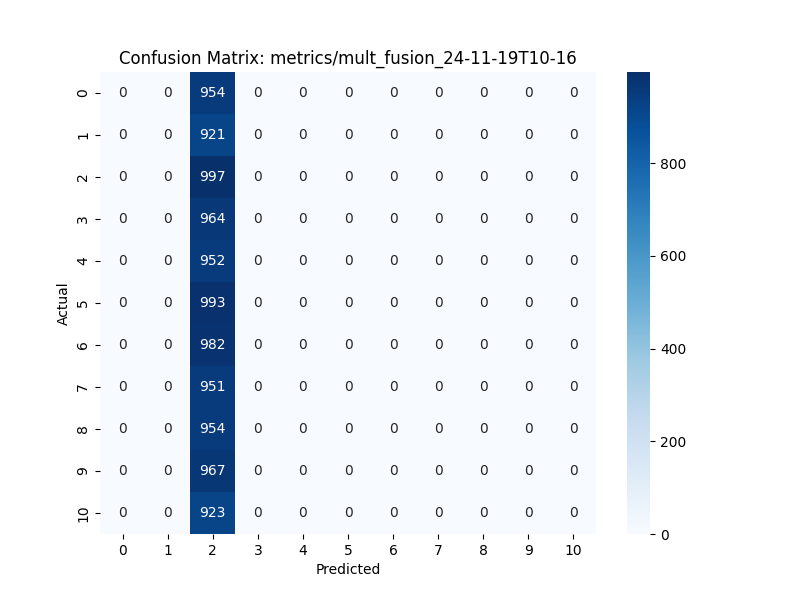 Confusion Matrix: metrics/mult_fusion_24-11-19T10-16
0 0 0 954 0 0 0 0 0 0 0 0
1 0 0 921 0 0 0 0 0 0 0 0
2 0 0 997 0 0 0 0 0 0 0 0
3 0 0 964 0 0 0 0 0 0 0 0
4 0 0 952 0 0 0 0 0 0 0 0
5 0 0 993 0 0 0 0 0 0 0 0
6 0 0 982 0 0 0 0 0 0 0 0
7 0 0 951 0 0 0 0 0 0 0 0
8 0 0 954 0 0 0 0 0 0 0 0
9 0 0 967 0 0 0 0 0 0 0 0
10 0 0 923 0 0 0 0 0 0 0 0
0 1 2 3 4 5 6 7 8 9 10
Predicted
Actual
800
600
400
200
0